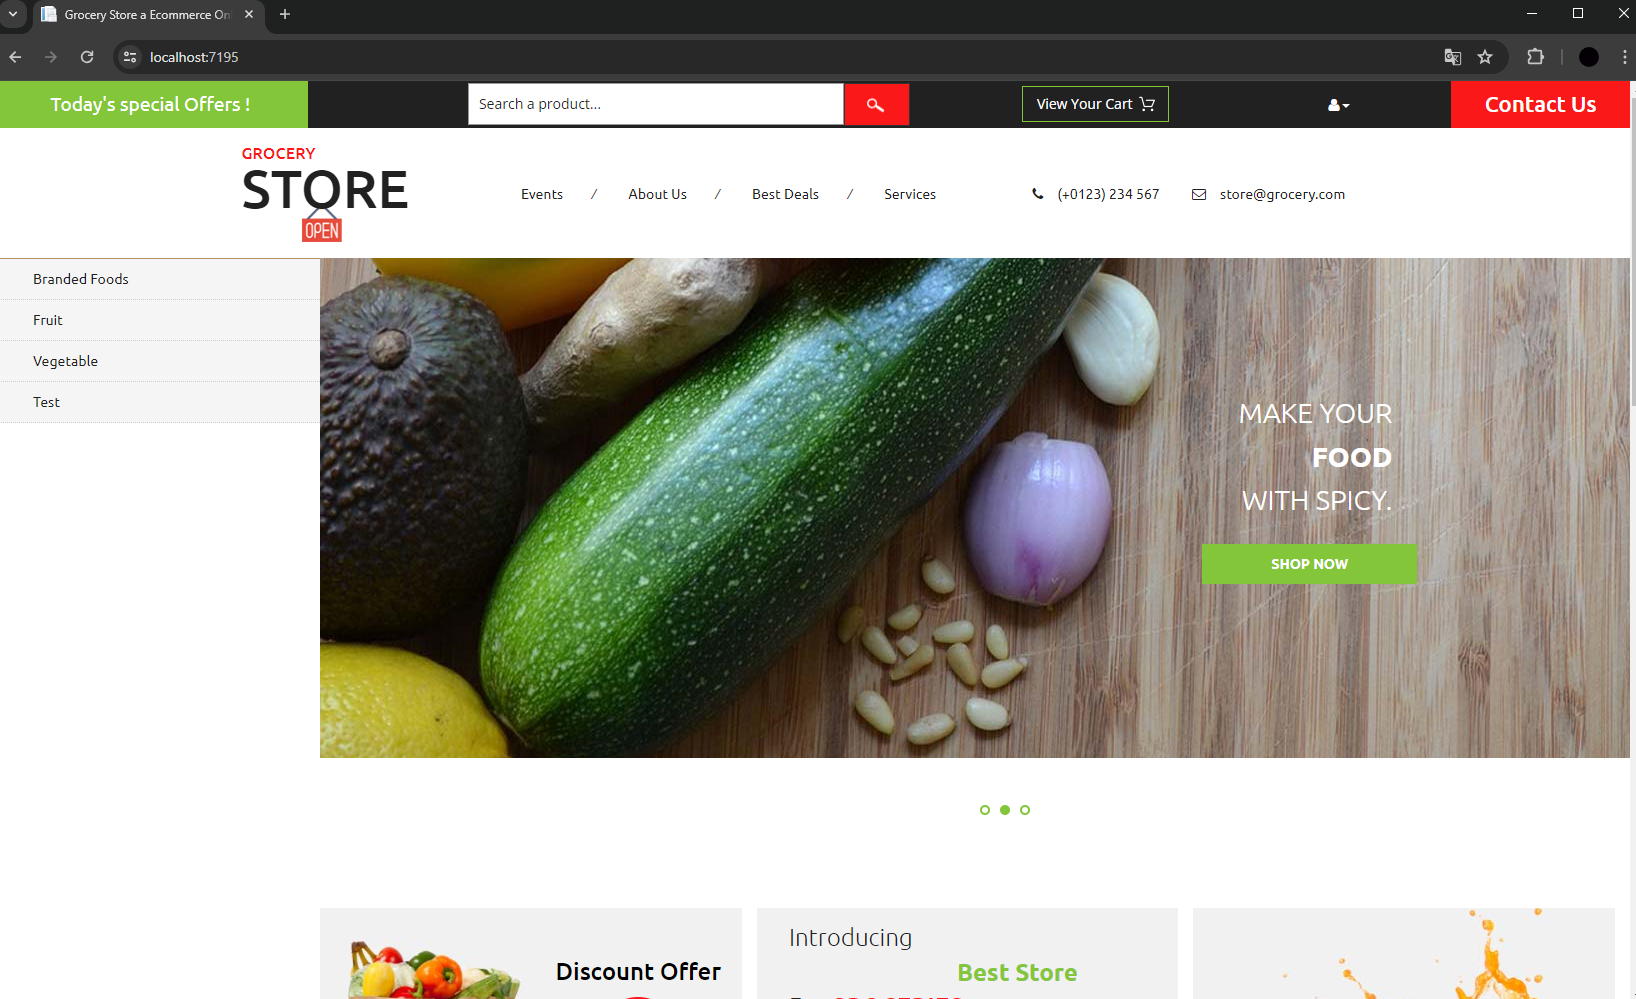 Grocery Store a Ecommerce On
localhost:7195
Today's special Offers !
Search a product...
View Your Cart
Contact Us
GROCERY
STORE
OPEN
Events / About Us / Best Deals / Services
(+0123) 234 567
store@grocery.com
Branded Foods
Fruit
Vegetable
Test
MAKE YOUR
FOOD
WITH SPICY.
SHOP NOW
Discount Offer
Introducing
Best Store